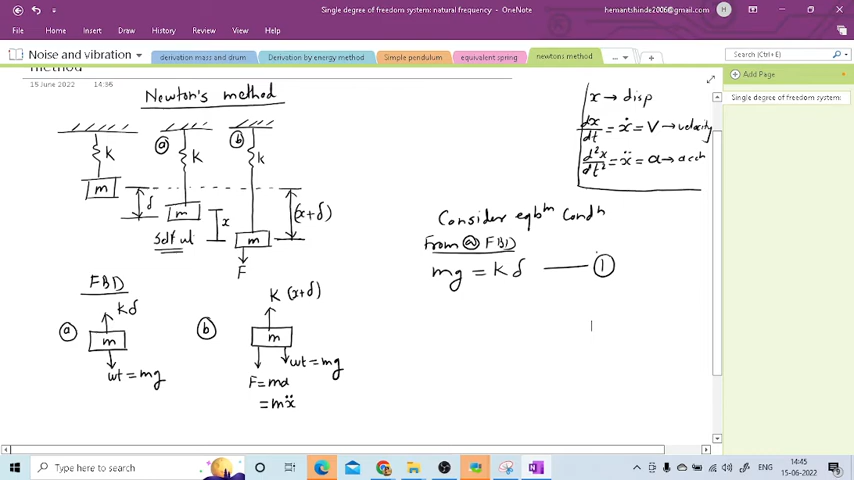 Single degree of freedom system: natural frequency - OneNote
hemantshinde2006@gmail.com
H
File Home Insert Draw History Review View
Noise and vibration
derivation mass and drum Derivation by energy method Simple pendulum equivalent spring newtons method
Search (Ctrl+E)
method
15 June 2022 14:36
Add Page
Single degree of freedom system:
Newton's method
K
m
a
K
δ
m
x
Self wt
b
k
m
F
(x+δ)
x → disp
dx/dt = ẋ = V → velocity
d²x/dt² = ẍ = a → accⁿ
Consider eqbᵐ Condⁿ
From ⓐ FBD
mg = Kδ —— ①
FBD
a
Kδ
m
wt = mg
b
K (x+δ)
m
wt = mg
F = ma
= mẍ
Type here to search
ENG
14:45
15-06-2022